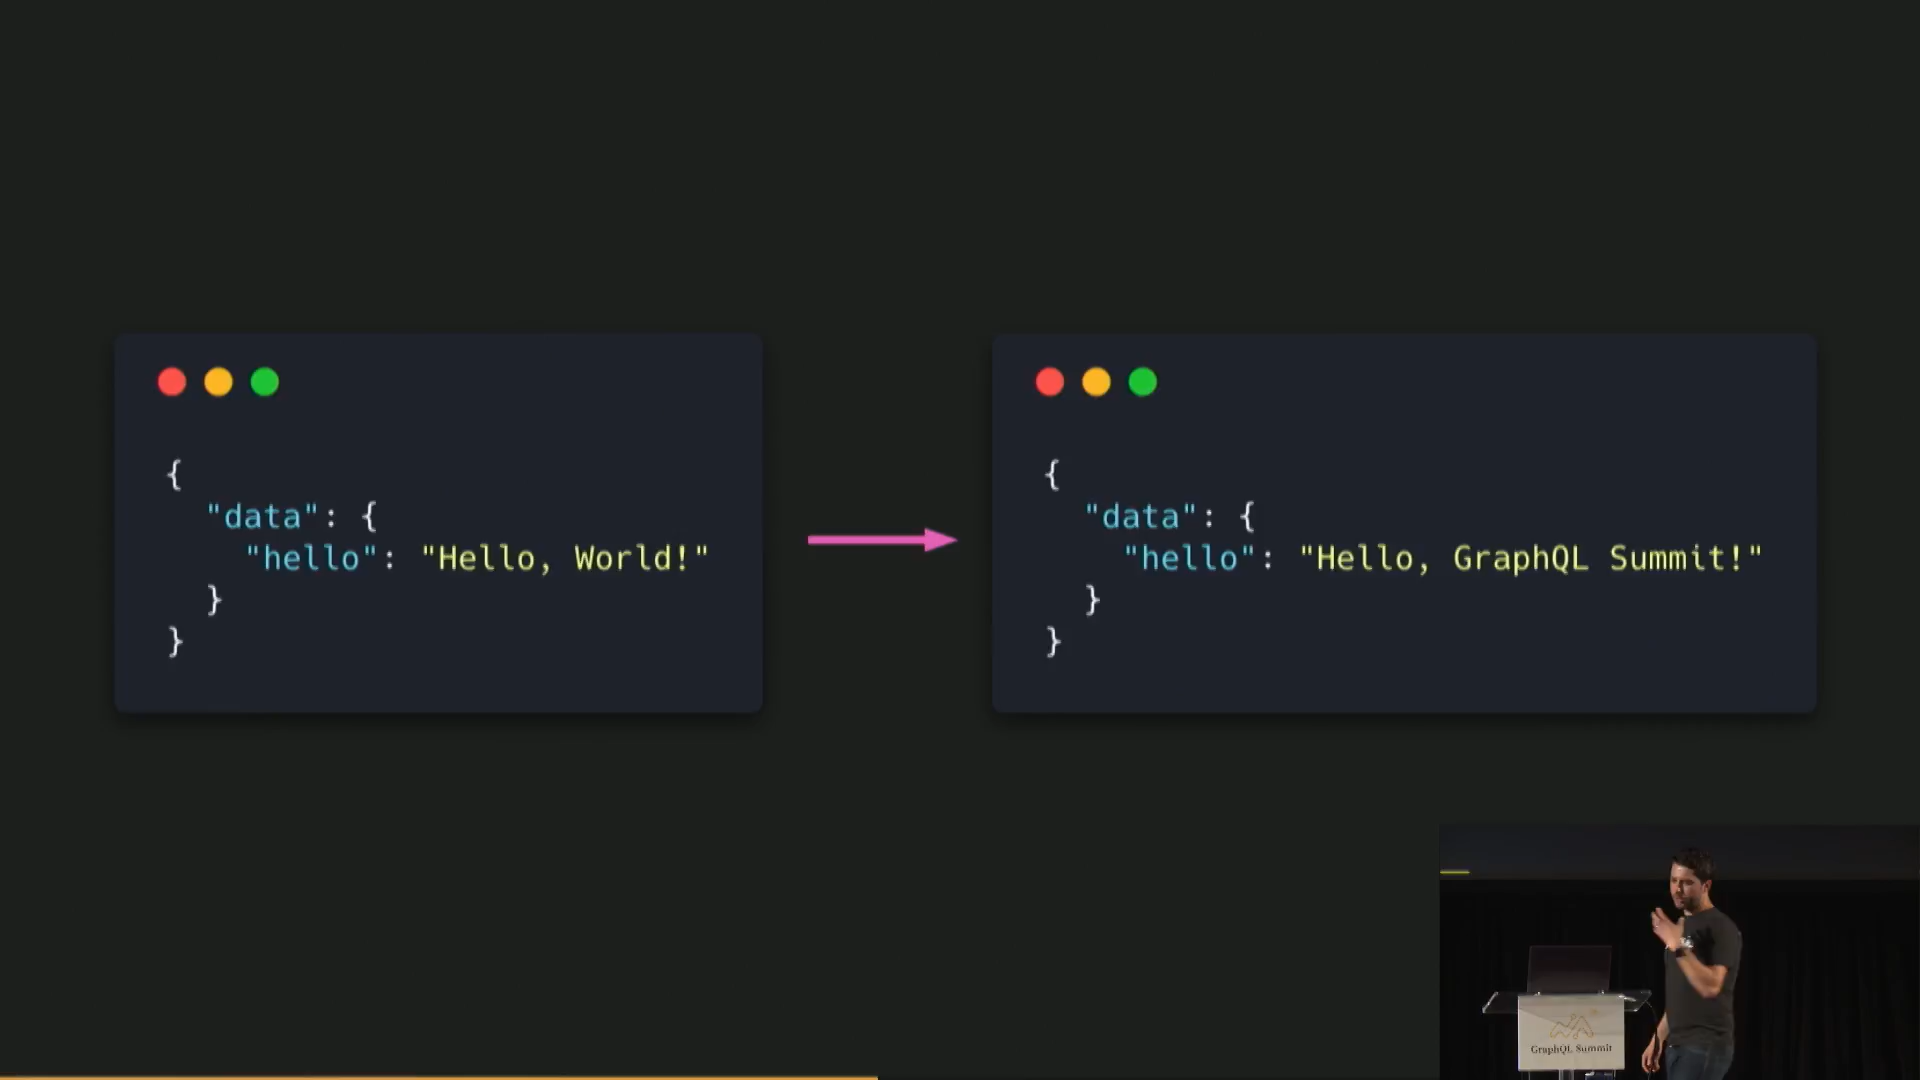 {
"data": {
"hello": "Hello, World!"
}
}
{
"data": {
"hello": "Hello, GraphQL Summit!"
}
}
GraphQL Summit